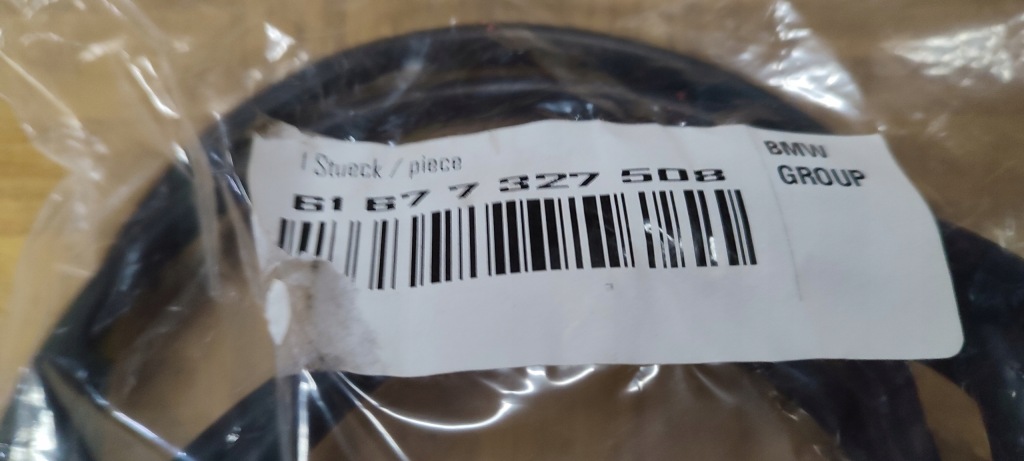 1 Stueck / piece
61 67 7 327 508
BMW
GROUP